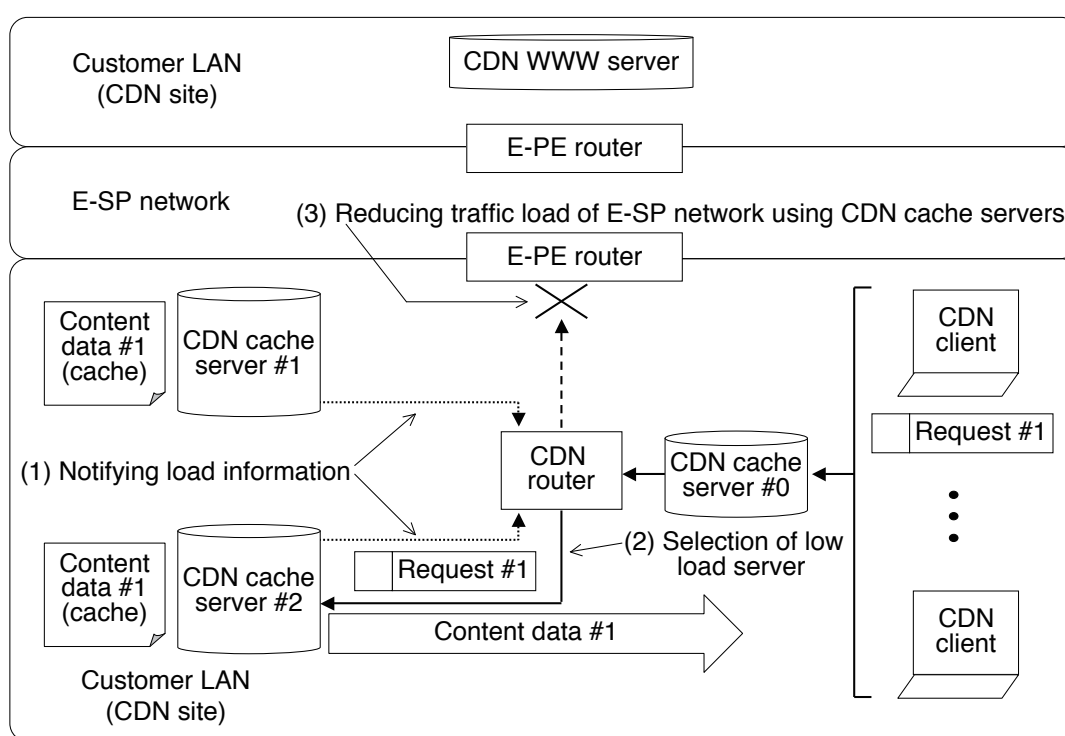 Customer LAN
(CDN site)
CDN WWW server
E-PE router
E-SP network
(3) Reducing traffic load of E-SP network using CDN cache servers
E-PE router
Content
data #1
(cache)
CDN cache
server #1
CDN
client
Request #1
(1) Notifying load information
CDN
router
CDN cache
server #0
(2) Selection of low
load server
Content
data #1
(cache)
CDN cache
server #2
Request #1
Content data #1
CDN
client
Customer LAN
(CDN site)